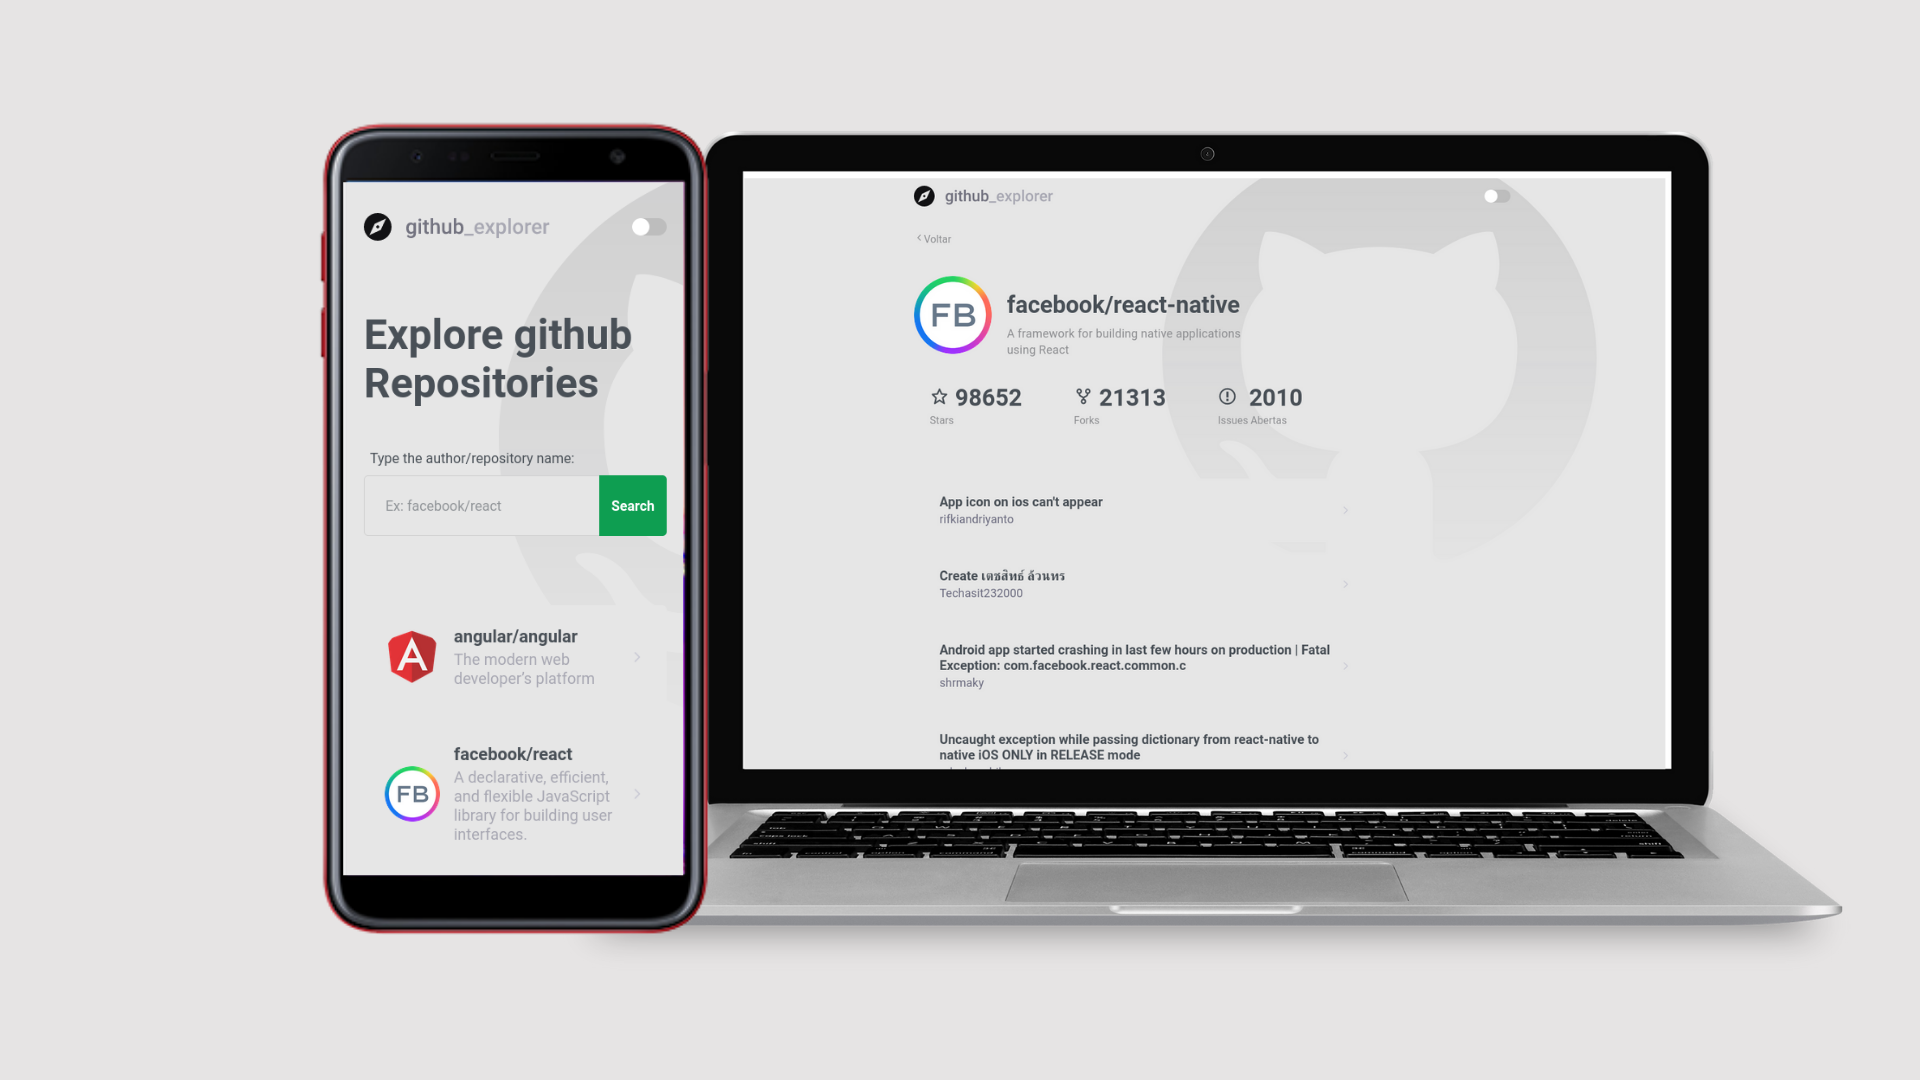 github_explorer
Explore github
Repositories
Type the author/repository name:
Ex: facebook/react
Search
angular/angular
The modern web
developer's platform
FB
facebook/react
A declarative, efficient,
and flexible JavaScript
library for building user
interfaces.
github_explorer
Voltar
FB
facebook/react-native
A framework for building native applications
using React
98652
Stars
21313
Forks
2010
Issues Abertas
App icon on ios can't appear
rifkiandriyanto
Create เตชสิทธ์ ล้วนทร
Techasit232000
Android app started crashing in last few hours on production | Fatal
Exception: com.facebook.react.common.c
shrmaky
Uncaught exception while passing dictionary from react-native to
native iOS ONLY in RELEASE mode